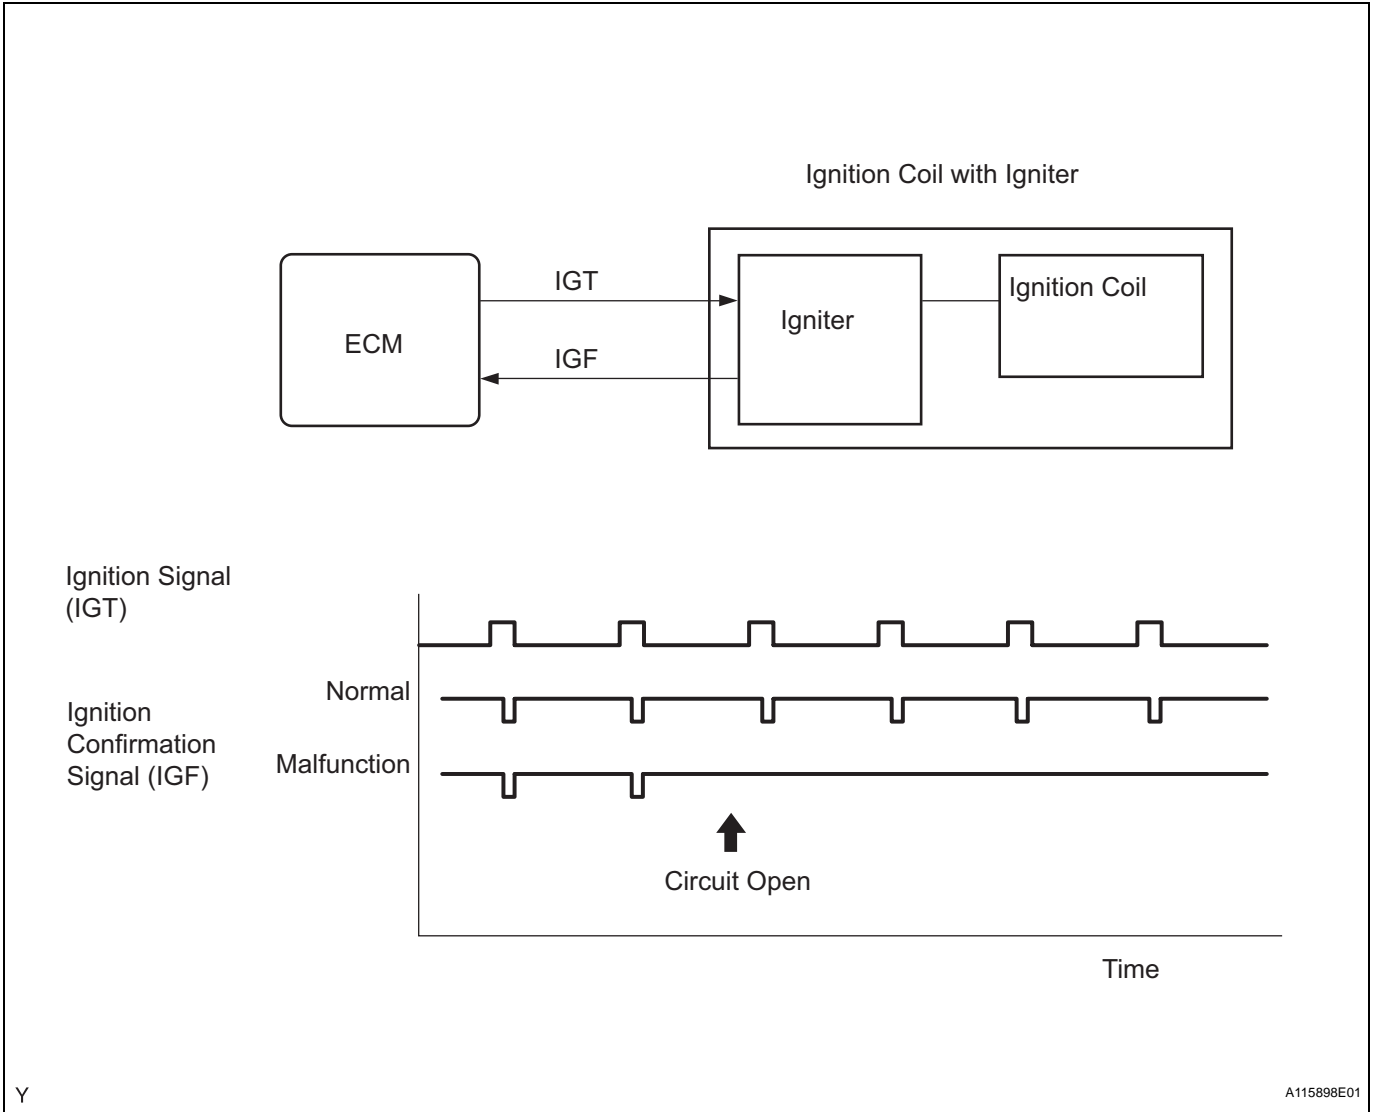 Ignition Coil with Igniter
ECM
IGT
IGF
Igniter
Ignition Coil
Ignition Signal
(IGT)
Normal
Ignition
Confirmation
Signal (IGF)
Malfunction
Circuit Open
Time
Y
A115898E01